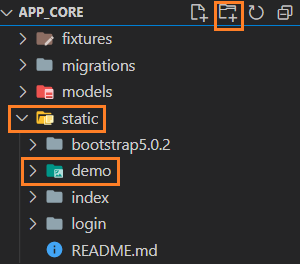 APP_CORE
fixtures
migrations
models
static
bootstrap5.0.2
demo
index
login
README.md